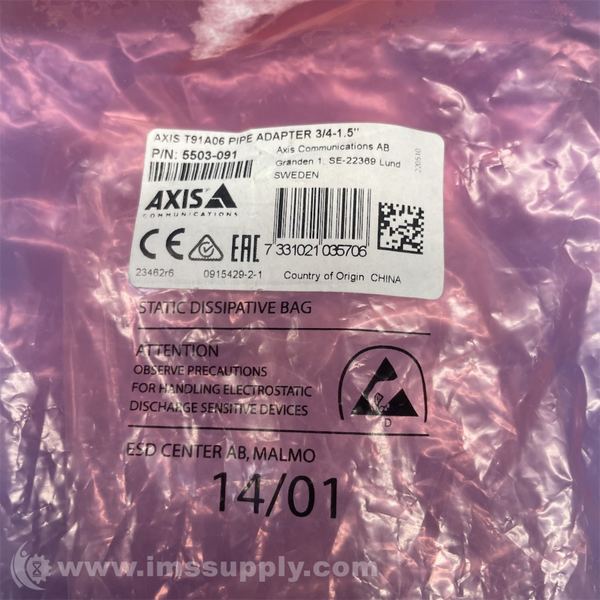 AXIS T91A06 PIPE ADAPTER 3/4-1.5"
P/N: 5503-091
Axis Communications AB
Gränden 1, SE-22369 Lund
SWEDEN
AXIS
COMMUNICATIONS
CE EAC
7 331021 035706
23462r6
0915429-2-1
Country of Origin CHINA
STATIC DISSIPATIVE BAG
ATTENTION
OBSERVE PRECAUTIONS
FOR HANDLING ELECTROSTATIC
DISCHARGE SENSITIVE DEVICES
D
ESD CENTER AB, MALMO
14/01
www.imssupply.com